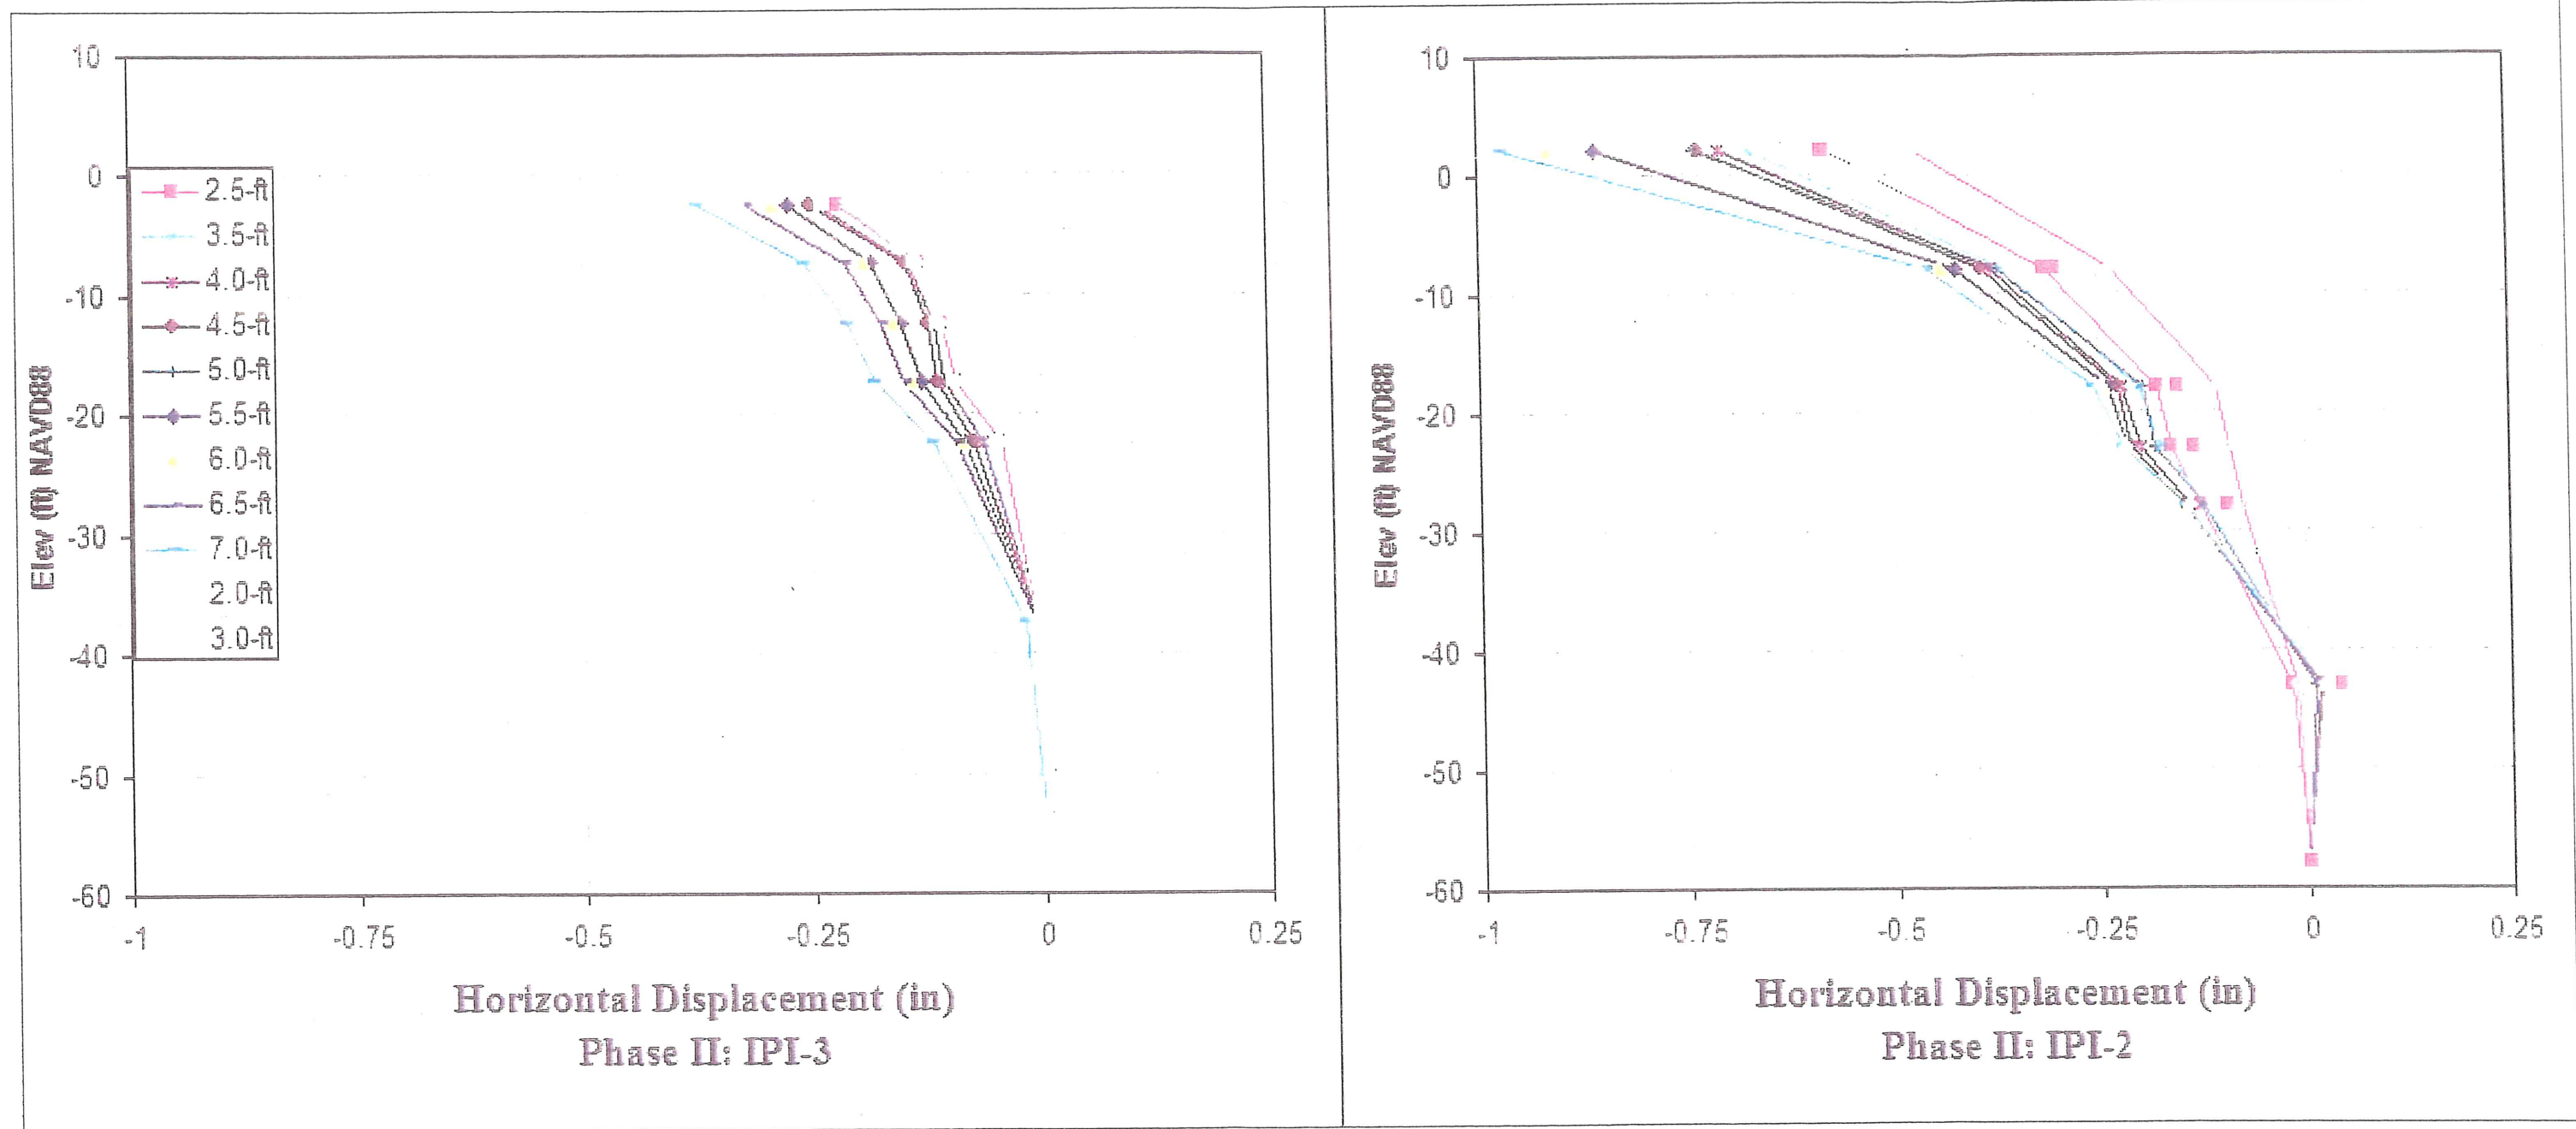 10
0
-10
-20
-30
-40
-50
-60
Elev (ft) NAVD88
2.5-ft
3.5-ft
4.0-ft
4.5-ft
5.0-ft
5.5-ft
6.0-ft
6.5-ft
7.0-ft
2.0-ft
3.0-ft
-1 -0.75 -0.5 -0.25 0 0.25
Horizontal Displacement (in)
Phase II: IPI-3
10
0
-10
-20
-30
-40
-50
-60
Elev (ft) NAVD88
-1 -0.75 -0.5 -0.25 0 0.25
Horizontal Displacement (in)
Phase II: IPI-2